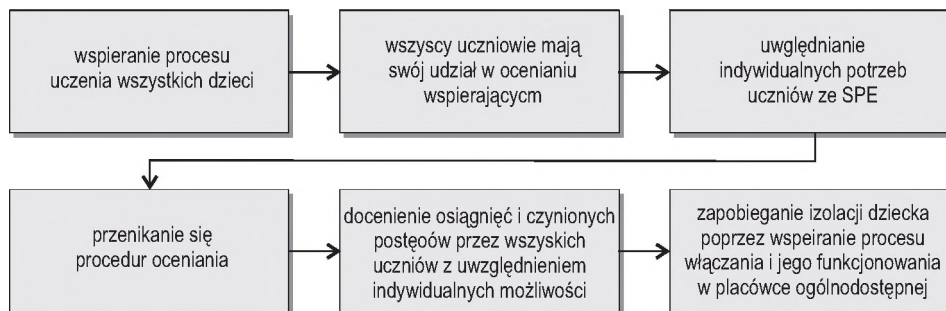 wspieranie procesu
uczenia wszystkich dzieci
wszyscy uczniowie mają
swój udział w ocenianiu
wspierającycm
uwględnianie
indywidualnych potrzeb
uczniów ze SPE
przenikanie się
procedur oceniania
docenienie osiągnięć i czynionych
postęoów przez wszyskich
uczniów z uwzględnieniem
indywidualnych możliwości
zapobieganie izolacji dziecka
poprzez wspeiranie procesu
włączania i jego funkcjonowania
w placówce ogólnodostępnej